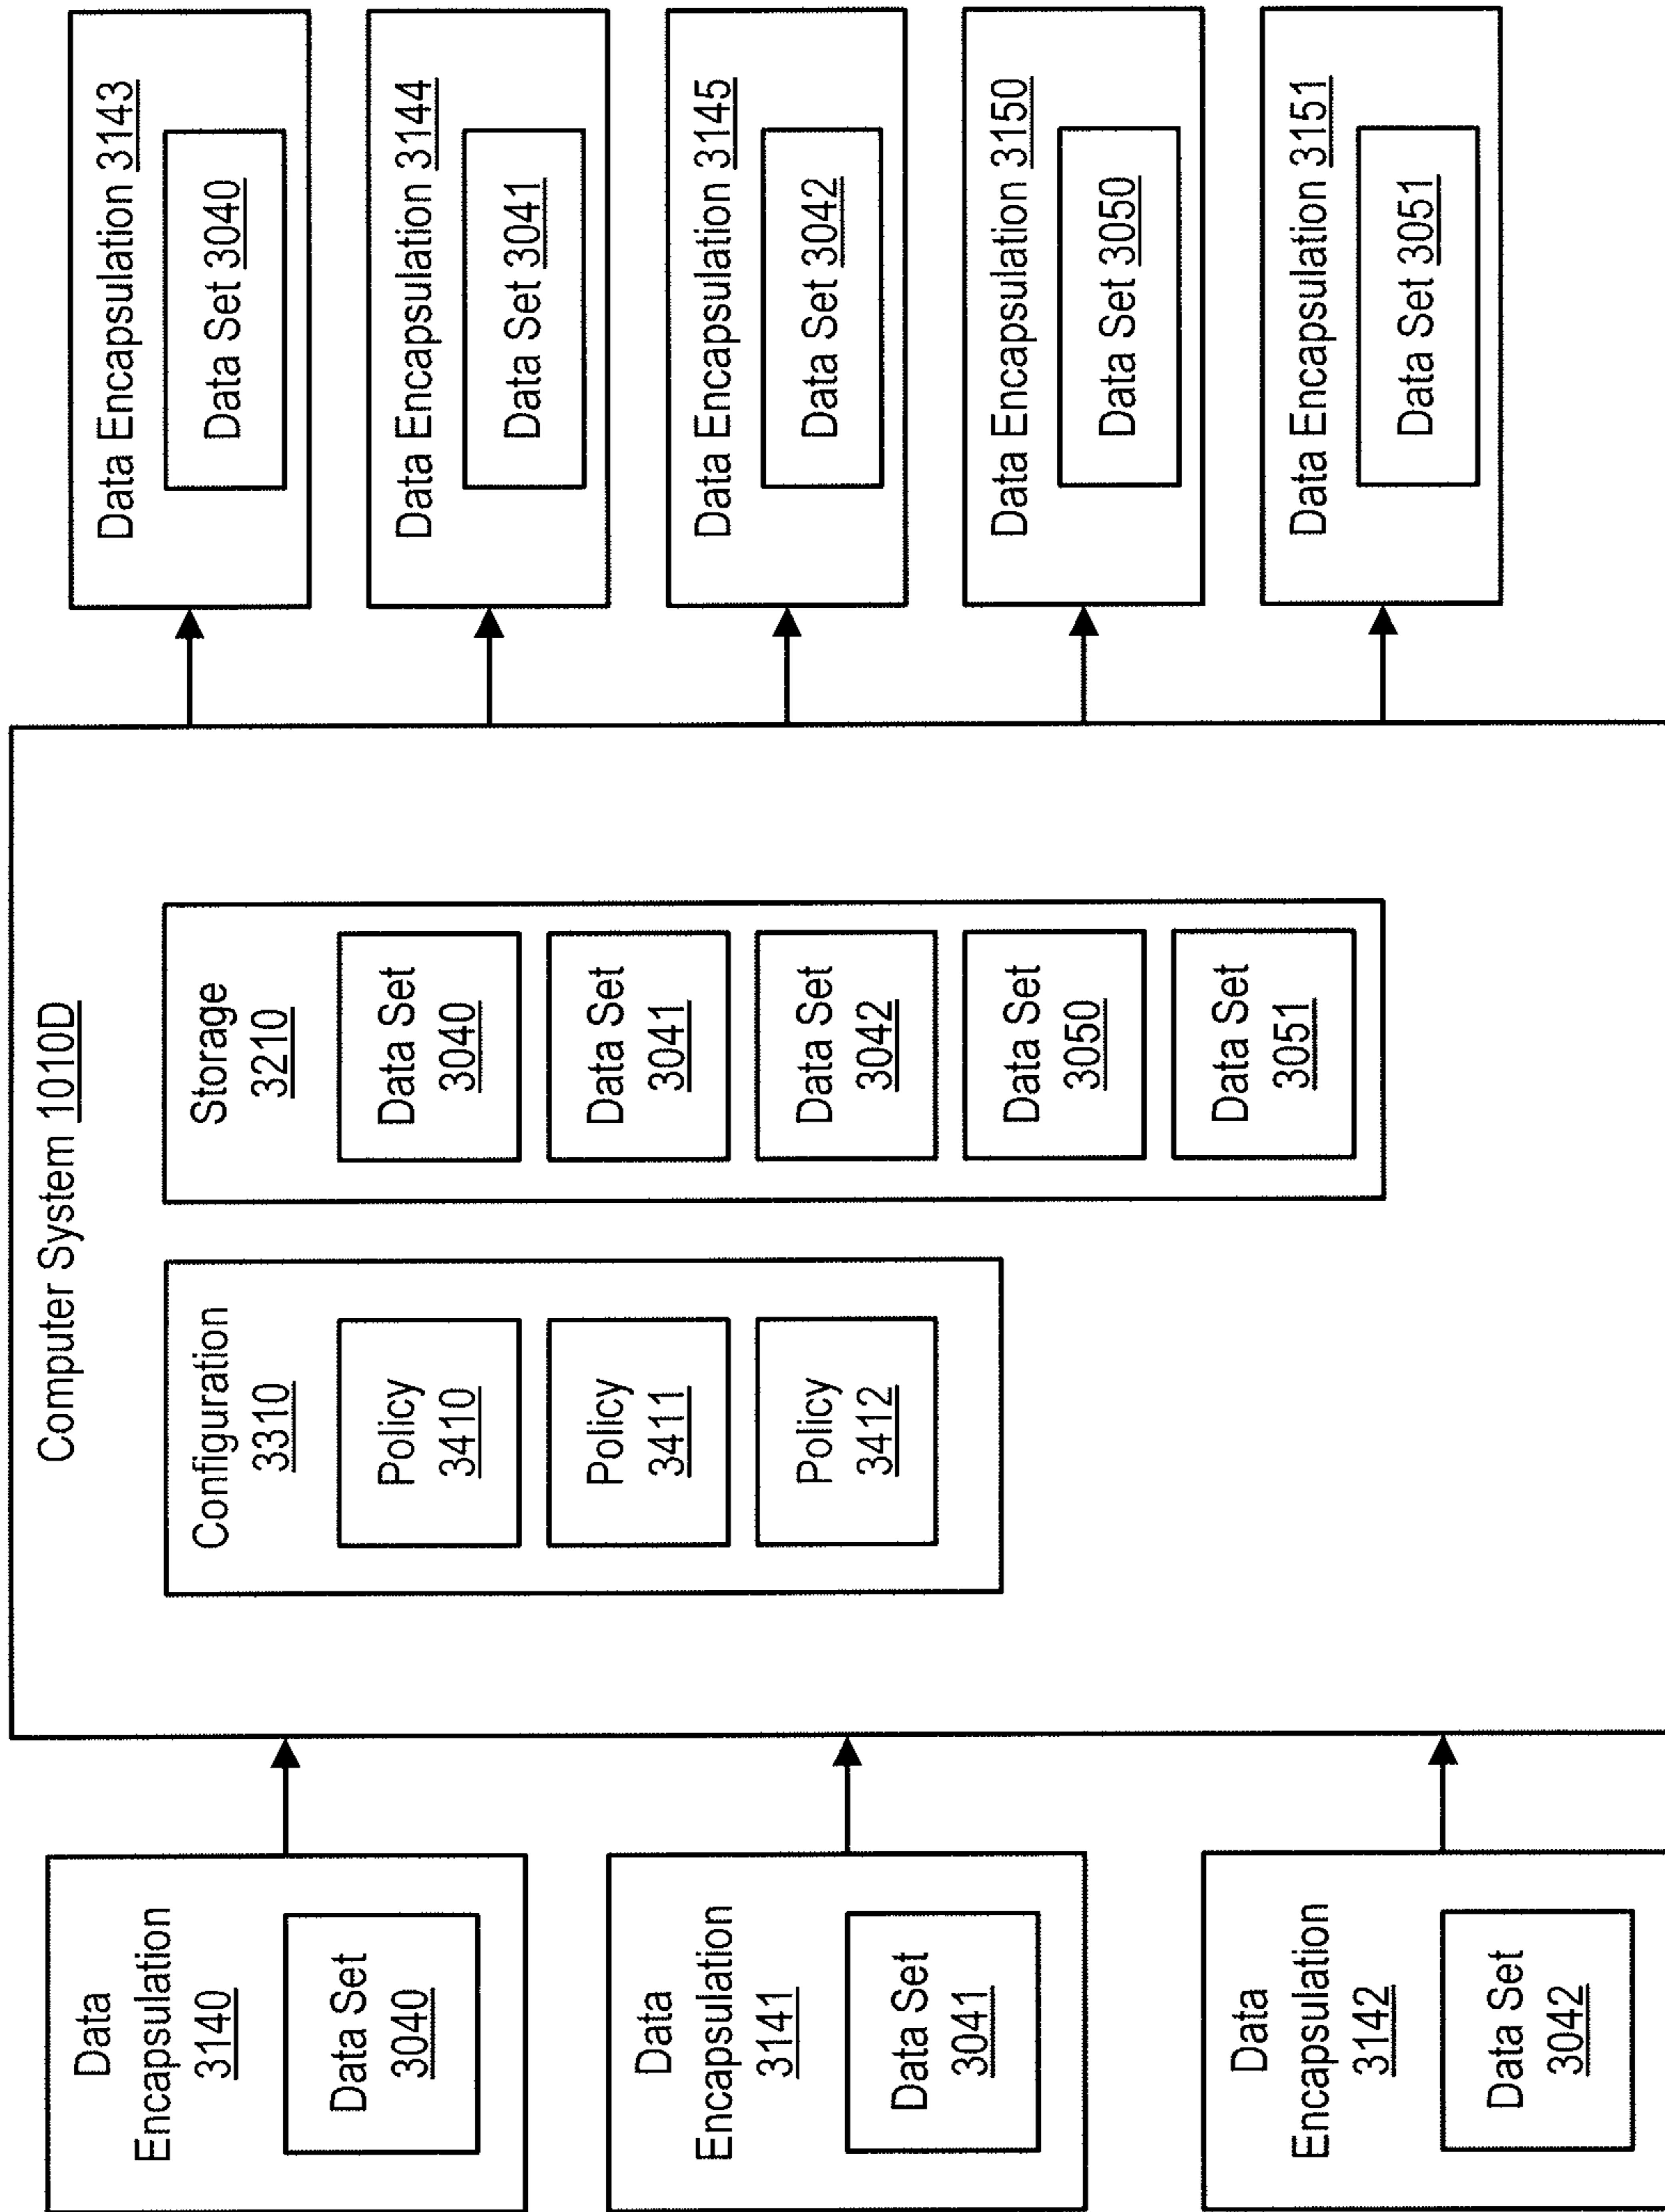 Data
Encapsulation
3140
Data Set
3040
Data
Encapsulation
3141
Data Set
3041
Data
Encapsulation
3142
Data Set
3042
Computer System 1010D
Configuration
3310
Policy
3410
Policy
3411
Policy
3412
Storage
3210
Data Set
3040
Data Set
3041
Data Set
3042
Data Set
3050
Data Set
3051
Data Encapsulation 3143
Data Set 3040
Data Encapsulation 3144
Data Set 3041
Data Encapsulation 3145
Data Set 3042
Data Encapsulation 3150
Data Set 3050
Data Encapsulation 3151
Data Set 3051